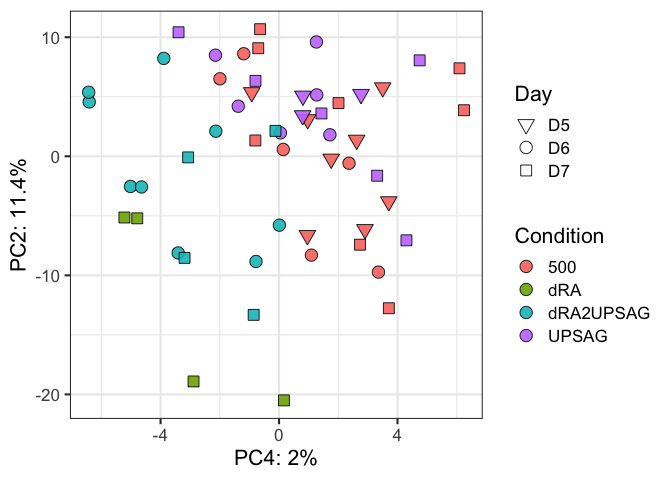 10
0
-10
-20
PC2: 11.4%
-4
0
4
PC4: 2%
Day
D5
D6
D7
Condition
500
dRA
dRA2UPSAG
UPSAG